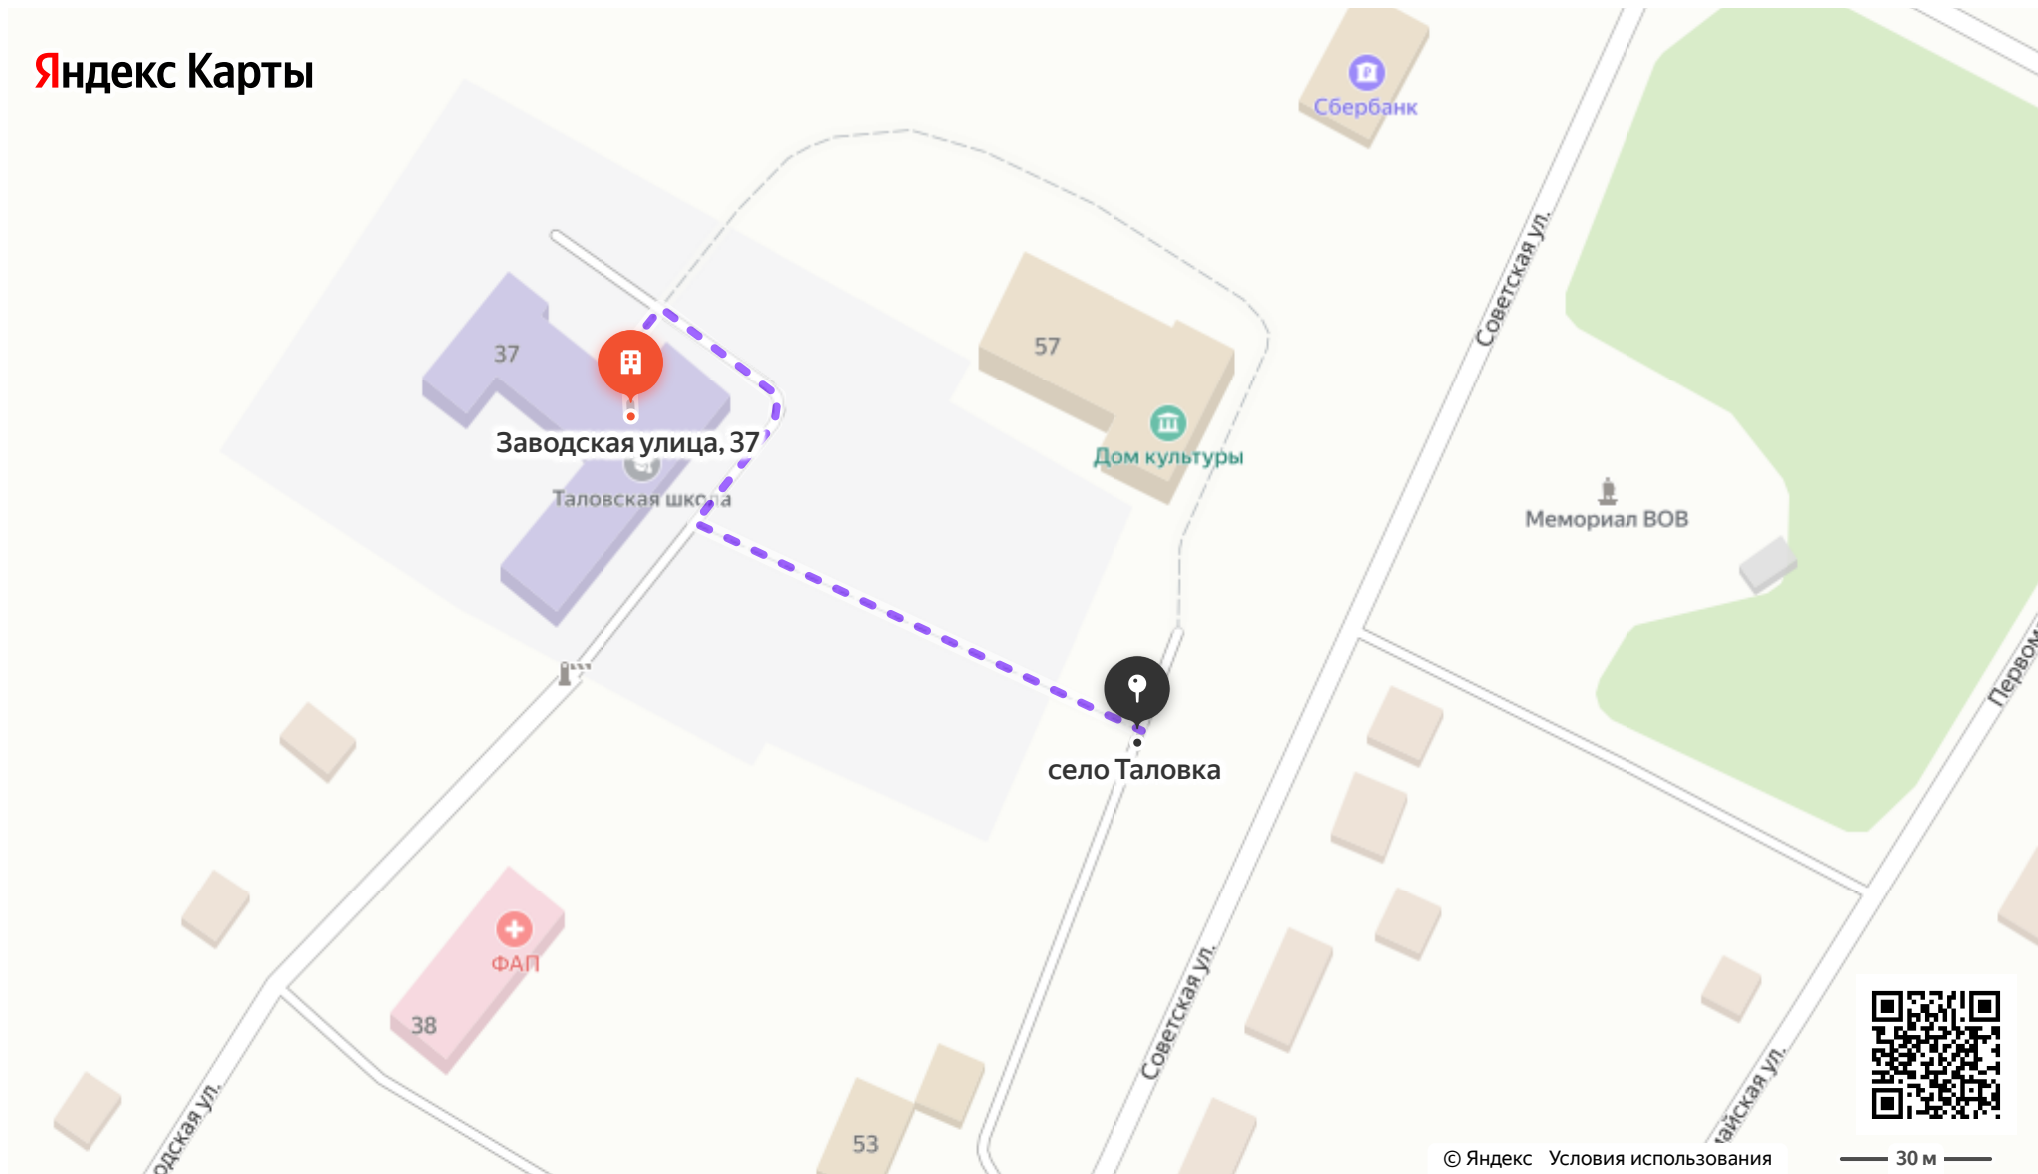 Яндекс Карты
Сбербанк
Советская ул.
37
57
Заводская улица, 37
Дом культуры
Таловская школа
Мемориал ВОВ
село Таловка
ФАП
38
Советская ул.
53
© Яндекс Условия использования
30 м